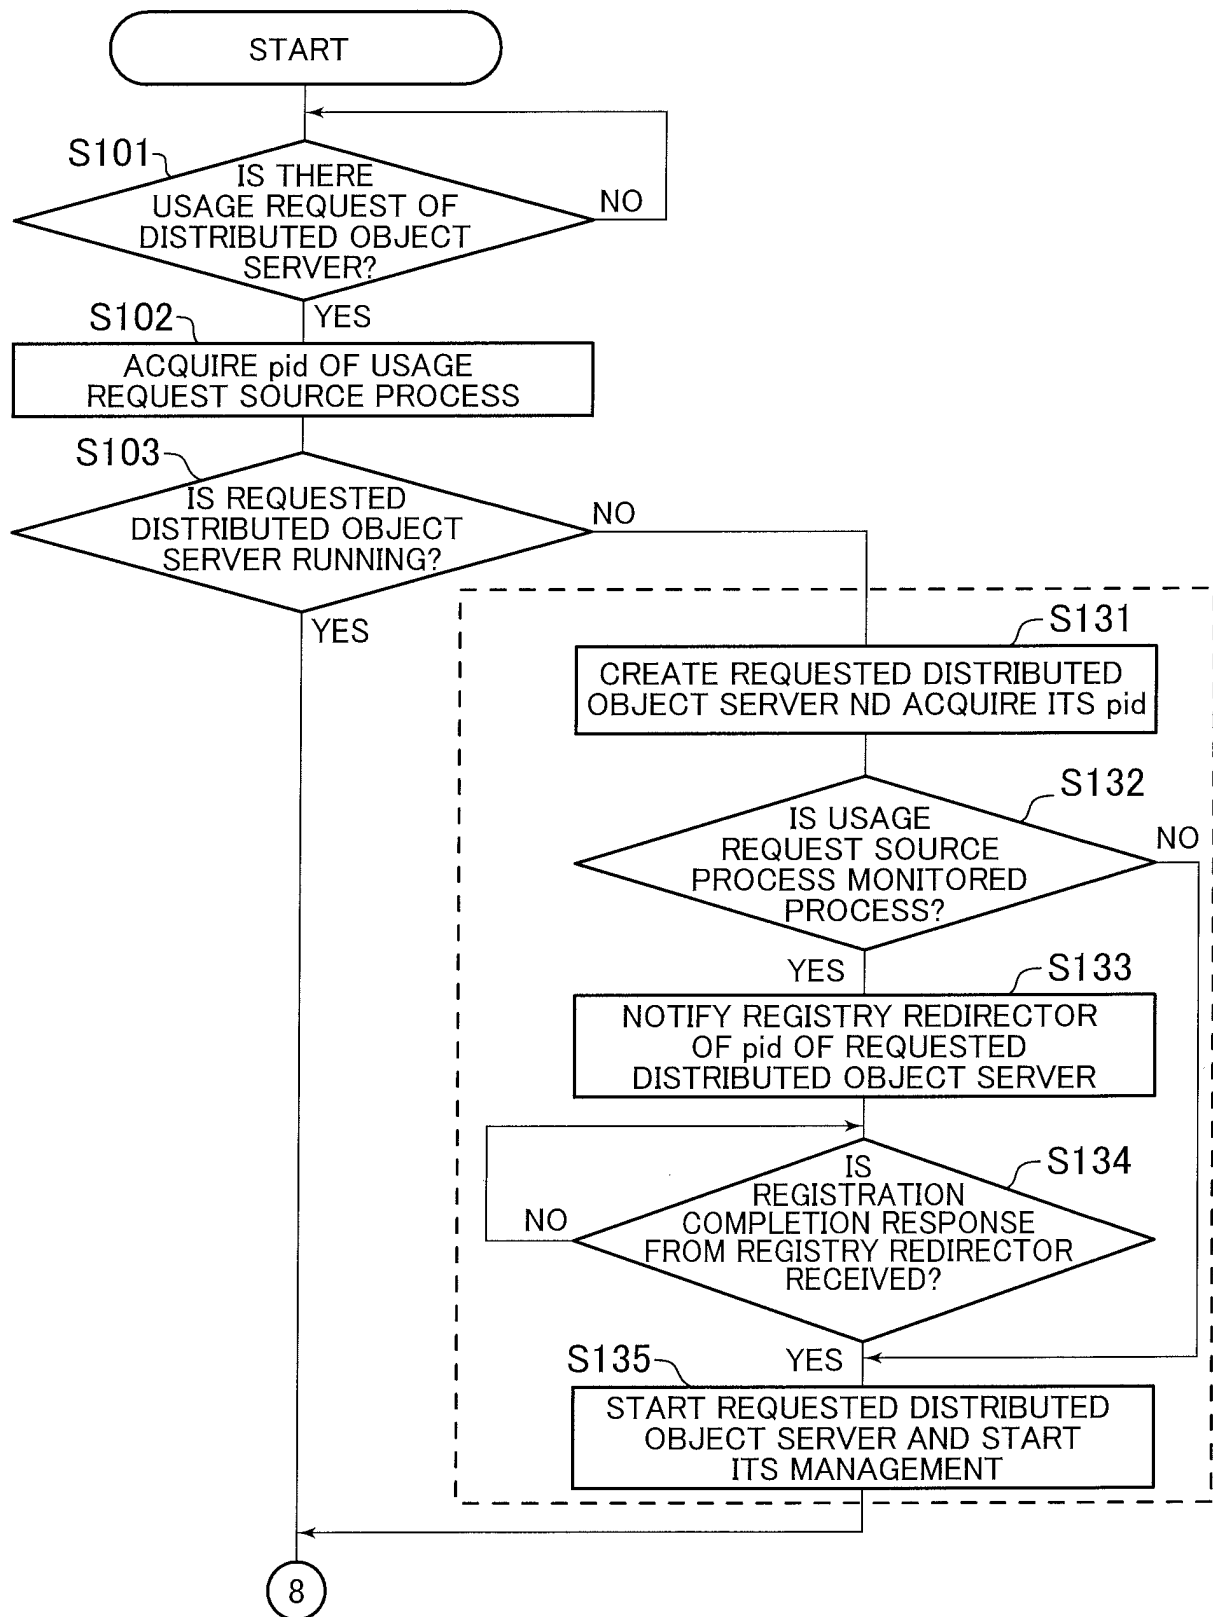 START
S101
IS THERE
USAGE REQUEST OF
DISTRIBUTED OBJECT
SERVER?
NO
YES
S102
ACQUIRE pid OF USAGE
REQUEST SOURCE PROCESS
S103
IS REQUESTED
DISTRIBUTED OBJECT
SERVER RUNNING?
NO
YES
S131
CREATE REQUESTED DISTRIBUTED
OBJECT SERVER ND ACQUIRE ITS pid
S132
IS USAGE
REQUEST SOURCE
PROCESS MONITORED
PROCESS?
NO
YES
S133
NOTIFY REGISTRY REDIRECTOR
OF pid OF REQUESTED
DISTRIBUTED OBJECT SERVER
S134
IS
REGISTRATION
COMPLETION RESPONSE
FROM REGISTRY REDIRECTOR
RECEIVED?
NO
YES
S135
START REQUESTED DISTRIBUTED
OBJECT SERVER AND START
ITS MANAGEMENT
8